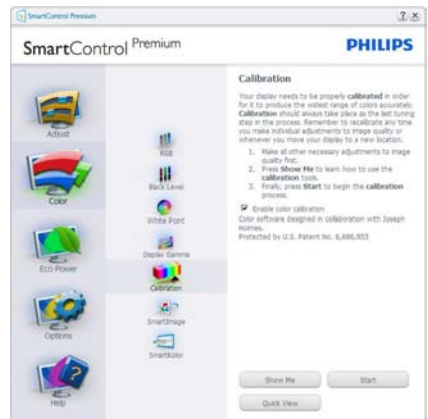 SmartControl Premium
SmartControl Premium
PHILIPS
Adjust
Color
Eco Power
Options
Help
RGB
Black Level
White Point
Display Gamma
Calibration
SmartImage
SmartKolor
Calibration
Your display needs to be properly calibrated in order
for it to produce the widest range of colors accurately.
Calibration should always take place as the last tuning
step in the process. Remember to recalibrate any time
you make individual adjustments to image quality or
whenever you move your display to a new location.
1. Make all other necessary adjustments to image
quality first.
2. Press Show Me to learn how to use the
calibration tools.
3. Finally, press Start to begin the calibration
process.
Enable color calibration
Color software designed in collaboration with Joseph
Holmes.
Protected by U.S. Patent No. 6,686,953
Show Me
Start
Quick View